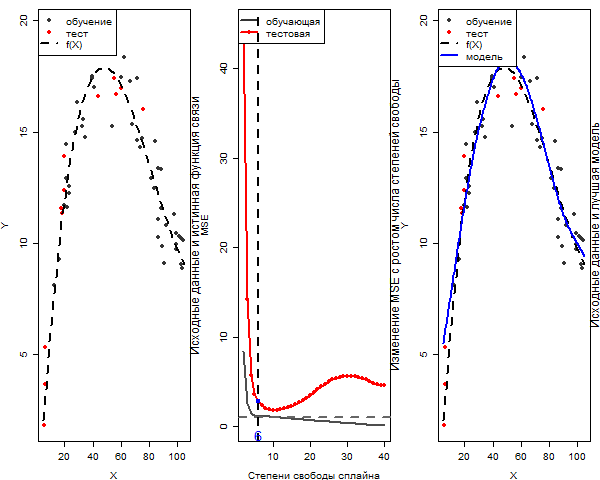 обучение
тест
f(X)
20
15
10
5
Y
20
40
60
80
100
X
Исходные данные и истинная функция связи
обучающая
тестовая
40
30
20
10
0
MSE
6
10
20
30
40
Степени свободы сплайна
Изменение MSE с ростом числа степеней свободы
обучение
тест
f(X)
модель
20
15
10
5
Y
20
40
60
80
100
X
Исходные данные и лучшая модель